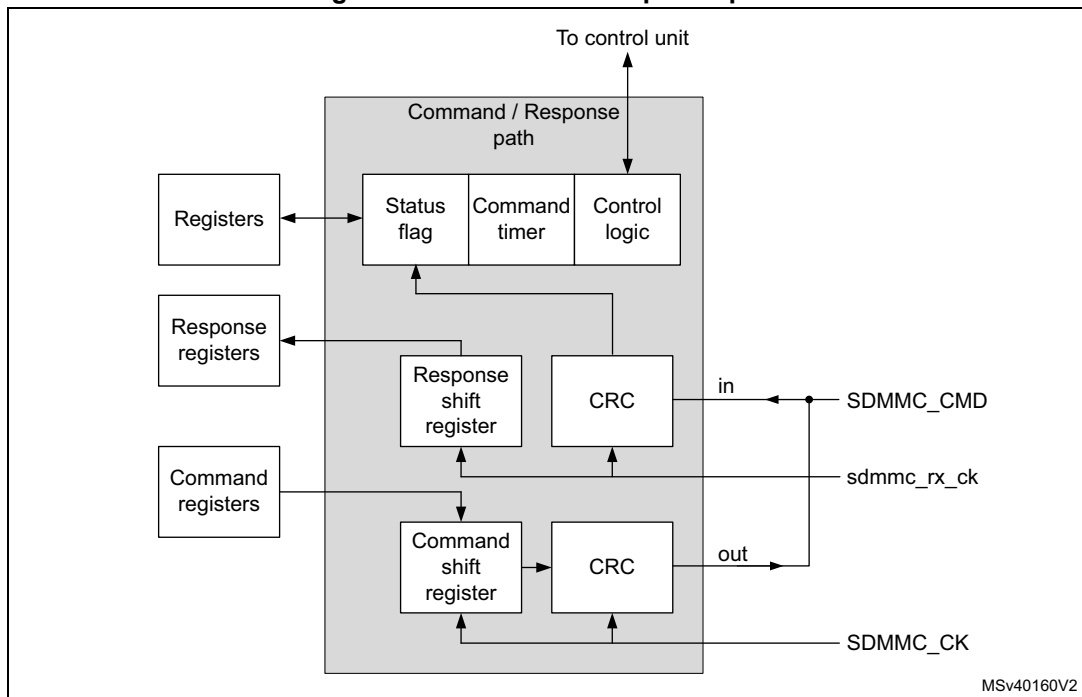 To control unit
Command / Response
path
Registers
Status
flag
Command
timer
Control
logic
Response
registers
Response
shift
register
CRC
in
SDMMC_CMD
sdmmc_rx_ck
Command
registers
Command
shift
register
CRC
out
SDMMC_CK
MSv40160V2